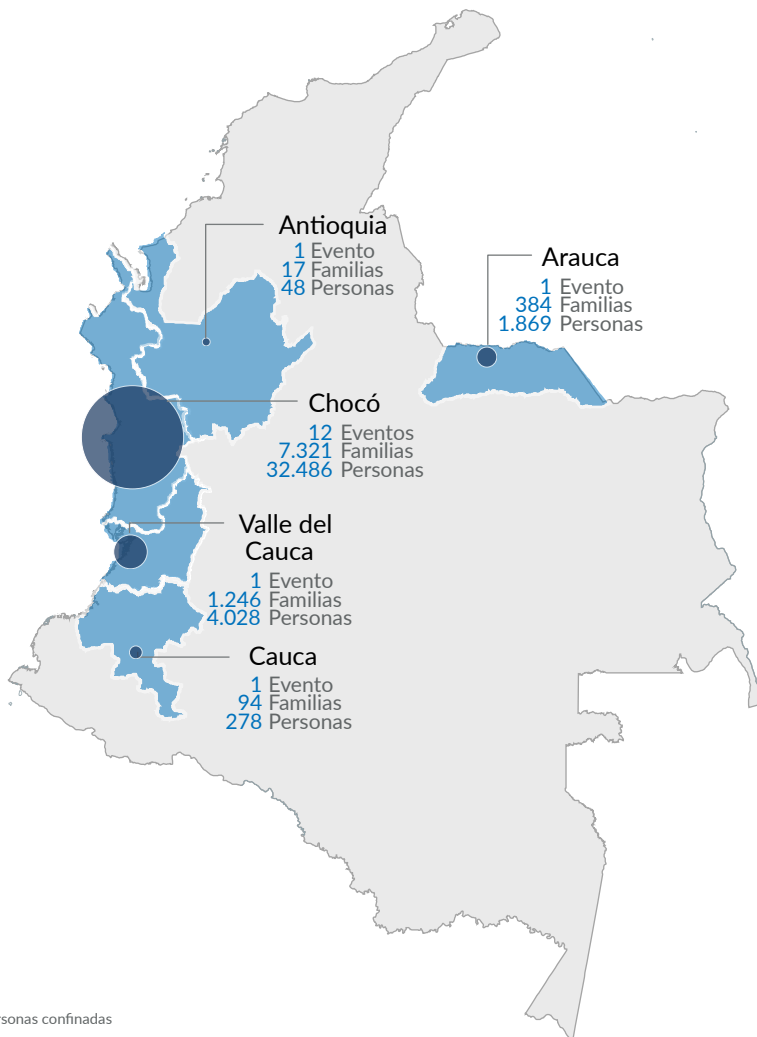 Antioquia
1 Evento
17 Familias
48 Personas
Arauca
1 Evento
384 Familias
1.869 Personas
Chocó
12 Eventos
7.321 Familias
32.486 Personas
Valle del
Cauca
1 Evento
1.246 Familias
4.028 Personas
Cauca
1 Evento
94 Familias
278 Personas
rsonas confinadas